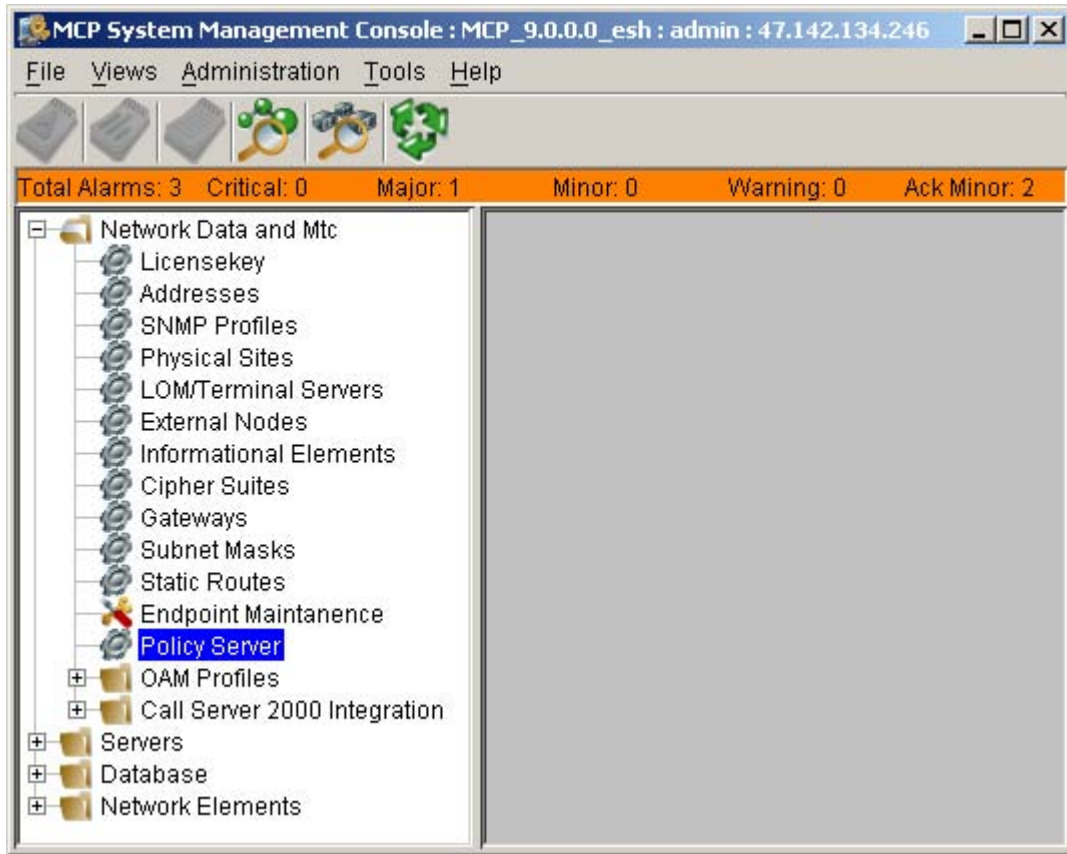 MCP System Management Console : MCP_9.0.0.0_esh : admin : 47.142.134.246
File Views Administration Tools Help
Total Alarms: 3 Critical: 0 Major: 1 Minor: 0 Warning: 0 Ack Minor: 2
Network Data and Mtc
Licensekey
Addresses
SNMP Profiles
Physical Sites
LOM/Terminal Servers
External Nodes
Informational Elements
Cipher Suites
Gateways
Subnet Masks
Static Routes
Endpoint Maintanence
Policy Server
OAM Profiles
Call Server 2000 Integration
Servers
Database
Network Elements